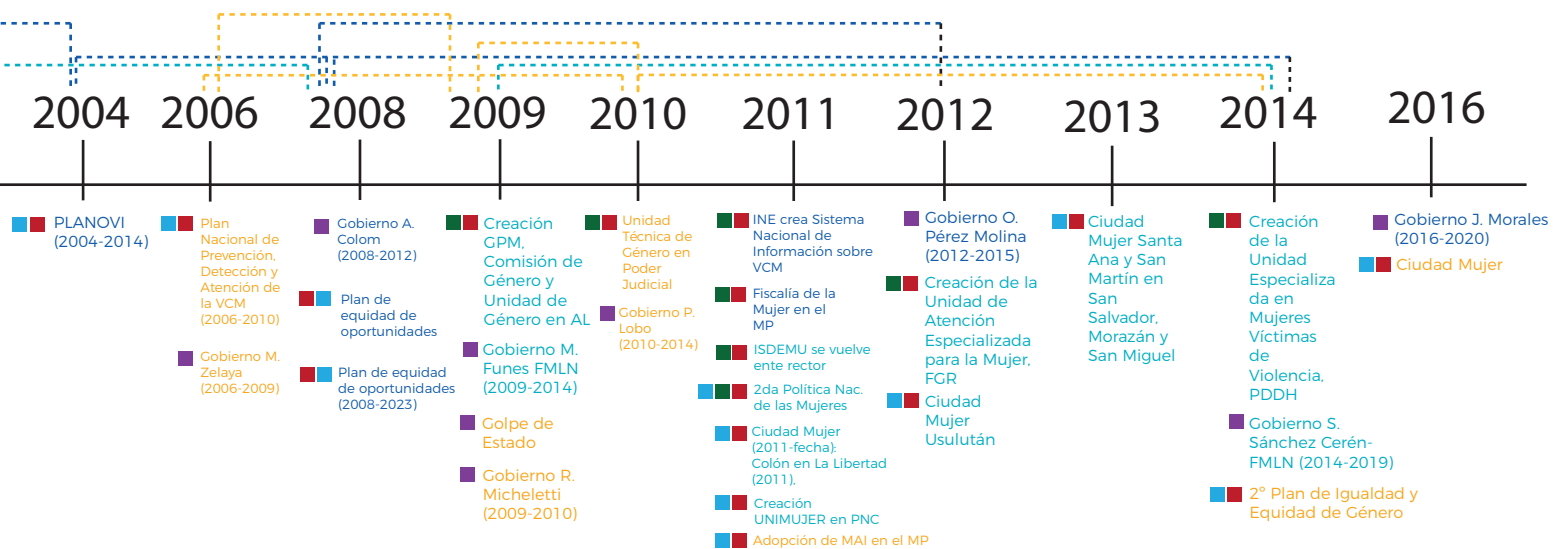 2004
2006
2008
2009
2010
2011
2012
2013
2014
2016
PLANOVI
(2004-2014)
Plan
Nacional de
Prevención,
Detección y
Atención de
la VCM
(2006-2010)
Gobierno M.
Zelaya
(2006-2009)
Gobierno A.
Colom
(2008-2012)
Plan de
equidad de
oportunidades
Plan de equidad
de oportunidades
(2008-2023)
Creación
GPM,
Comisión de
Género y
Unidad de
Género en AL
Gobierno M.
Funes FMLN
(2009-2014)
Golpe de
Estado
Gobierno R.
Micheletti
(2009-2010)
Unidad
Técnica de
Género en
Poder
Judicial
Gobierno P.
Lobo
(2010-2014)
INE crea Sistema
Nacional de
Información sobre
VCM
Fiscalía de la
Mujer en el
MP
ISDEMU se vuelve
ente rector
2da Política Nac.
de las Mujeres
Ciudad Mujer
(2011-fecha):
Colón en La Libertad
(2011),
Creación
UNIMUJER en PNC
Adopción de MAI en el MP
Gobierno O.
Pérez Molina
(2012-2015)
Creación de la
Unidad de
Atención
Especializada
para la Mujer,
FGR
Ciudad
Mujer
Usulután
Ciudad
Mujer Santa
Ana y San
Martín en
San
Salvador,
Morazán y
San Miguel
Creación
de la
Unidad
Especializa
da en
Mujeres
Víctimas
de
Violencia,
PDDH
Gobierno S.
Sánchez Cerén-
FMLN (2014-2019)
2º Plan de Igualdad y
Equidad de Género
Gobierno J. Morales
(2016-2020)
Ciudad Mujer